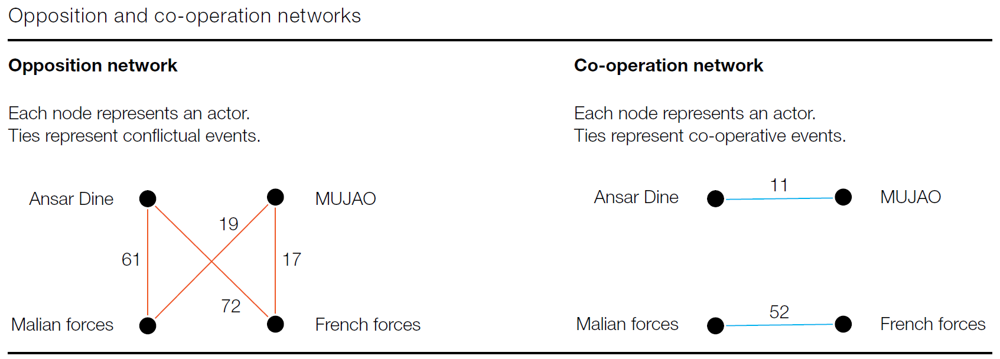 Opposition and co-operation networks
Opposition network
Each node represents an actor.
Ties represent conflictual events.
Ansar Dine
MUJAO
19
61
17
72
Malian forces
French forces
Co-operation network
Each node represents an actor.
Ties represent co-operative events.
11
Ansar Dine
MUJAO
52
Malian forces
French forces